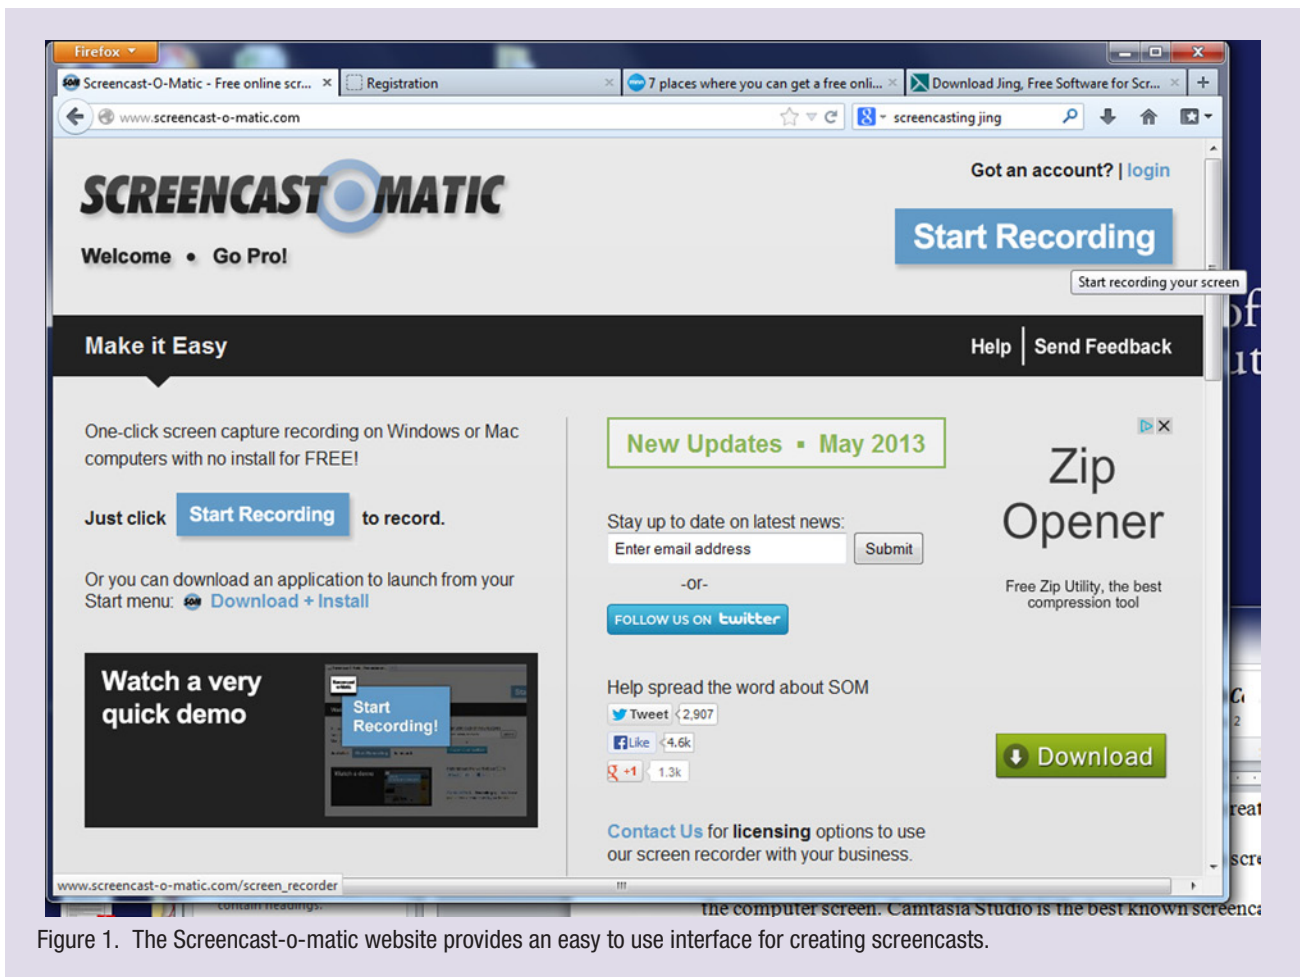 Firefox
Screencast-O-Matic - Free online scr...
Registration
7 places where you can get a free onli...
Download Jing, Free Software for Scr...
www.screencast-o-matic.com
screencasting jing
SCREENCAST O MATIC
Got an account? | login
Start Recording
Start recording your screen
Welcome • Go Pro!
Make it Easy
Help | Send Feedback
One-click screen capture recording on Windows or Mac
computers with no install for FREE!
Just click Start Recording to record.
Or you can download an application to launch from your
Start menu: SOM Download + Install
Watch a very
quick demo
Start
Recording!
Watch a demo
New Updates ▪ May 2013
Stay up to date on latest news:
Enter email address Submit
-or-
FOLLOW US ON twitter
Help spread the word about SOM
Tweet 2,907
Like 4.6k
+1 1.3k
Contact Us for licensing options to use
our screen recorder with your business.
Zip
Opener
Free Zip Utility, the best
compression tool
Download
www.screencast-o-matic.com/screen_recorder
contain headings.
the computer screen. Camtasia Studio is the best known screenca
Figure 1. The Screencast-o-matic website provides an easy to use interface for creating screencasts.